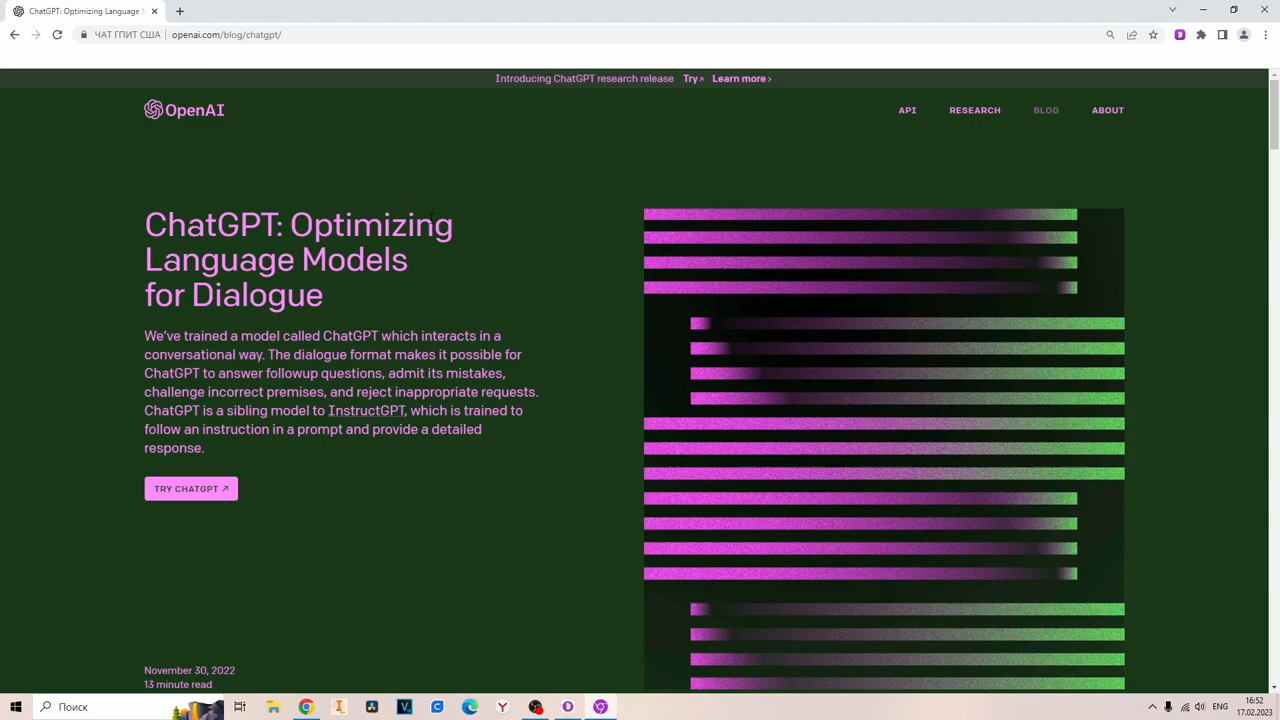 ChatGPT: Optimizing Language M
ЧАТ ГПИТ США
openai.com/blog/chatgpt/
Introducing ChatGPT research release Try↗ Learn more>
OpenAI
API RESEARCH BLOG ABOUT
ChatGPT: Optimizing
Language Models
for Dialogue
We’ve trained a model called ChatGPT which interacts in a
conversational way. The dialogue format makes it possible for
ChatGPT to answer followup questions, admit its mistakes,
challenge incorrect premises, and reject inappropriate requests.
ChatGPT is a sibling model to InstructGPT, which is trained to
follow an instruction in a prompt and provide a detailed
response.
TRY CHATGPT ↗
November 30, 2022
13 minute read
Поиск
ENG
16:52
17.02.2023